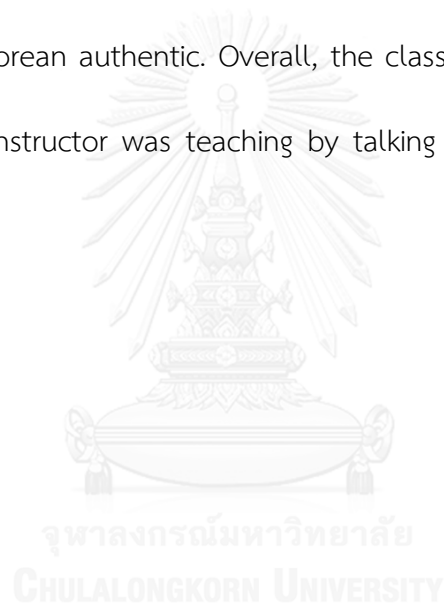 orean authentic. Overall, the class
nstructor was teaching by talking
จุฬาลงกรณ์มหาวิทยาลัย
CHULALONGKORN UNIVERSITY